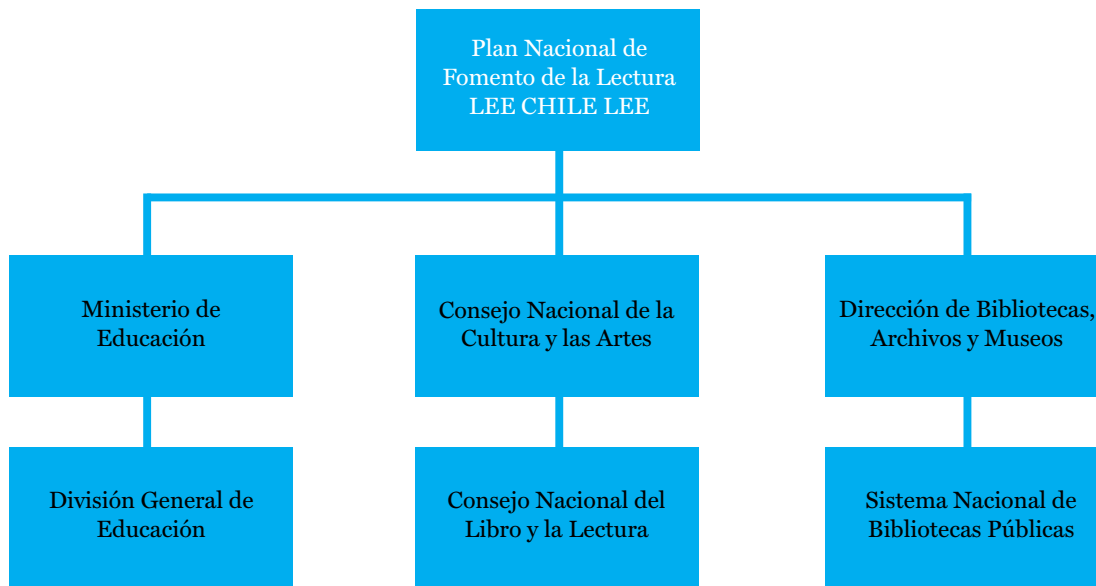 Plan Nacional de
Fomento de la Lectura
LEE CHILE LEE
Ministerio de
Educación
Consejo Nacional de la
Cultura y las Artes
Dirección de Bibliotecas,
Archivos y Museos
División General de
Educación
Consejo Nacional del
Libro y la Lectura
Sistema Nacional de
Bibliotecas Públicas